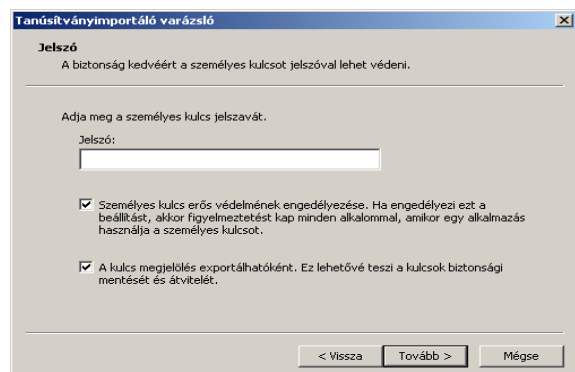 Tanúsítványimportáló varázsló
Jelszó
A biztonság kedvéért a személyes kulcsot jelszóval lehet védeni.
Adja meg a személyes kulcs jelszavát.
Jelszó:
Személyes kulcs erős védelmének engedélyezése. Ha engedélyezi ezt a
beállítást, akkor figyelmeztetést kap minden alkalommal, amikor egy alkalmazás
használja a személyes kulcsot.
A kulcs megjelölés exportálhatóként. Ez lehetővé teszi a kulcsok biztonsági
mentését és átvitelét.
< Vissza Tovább > Mégse